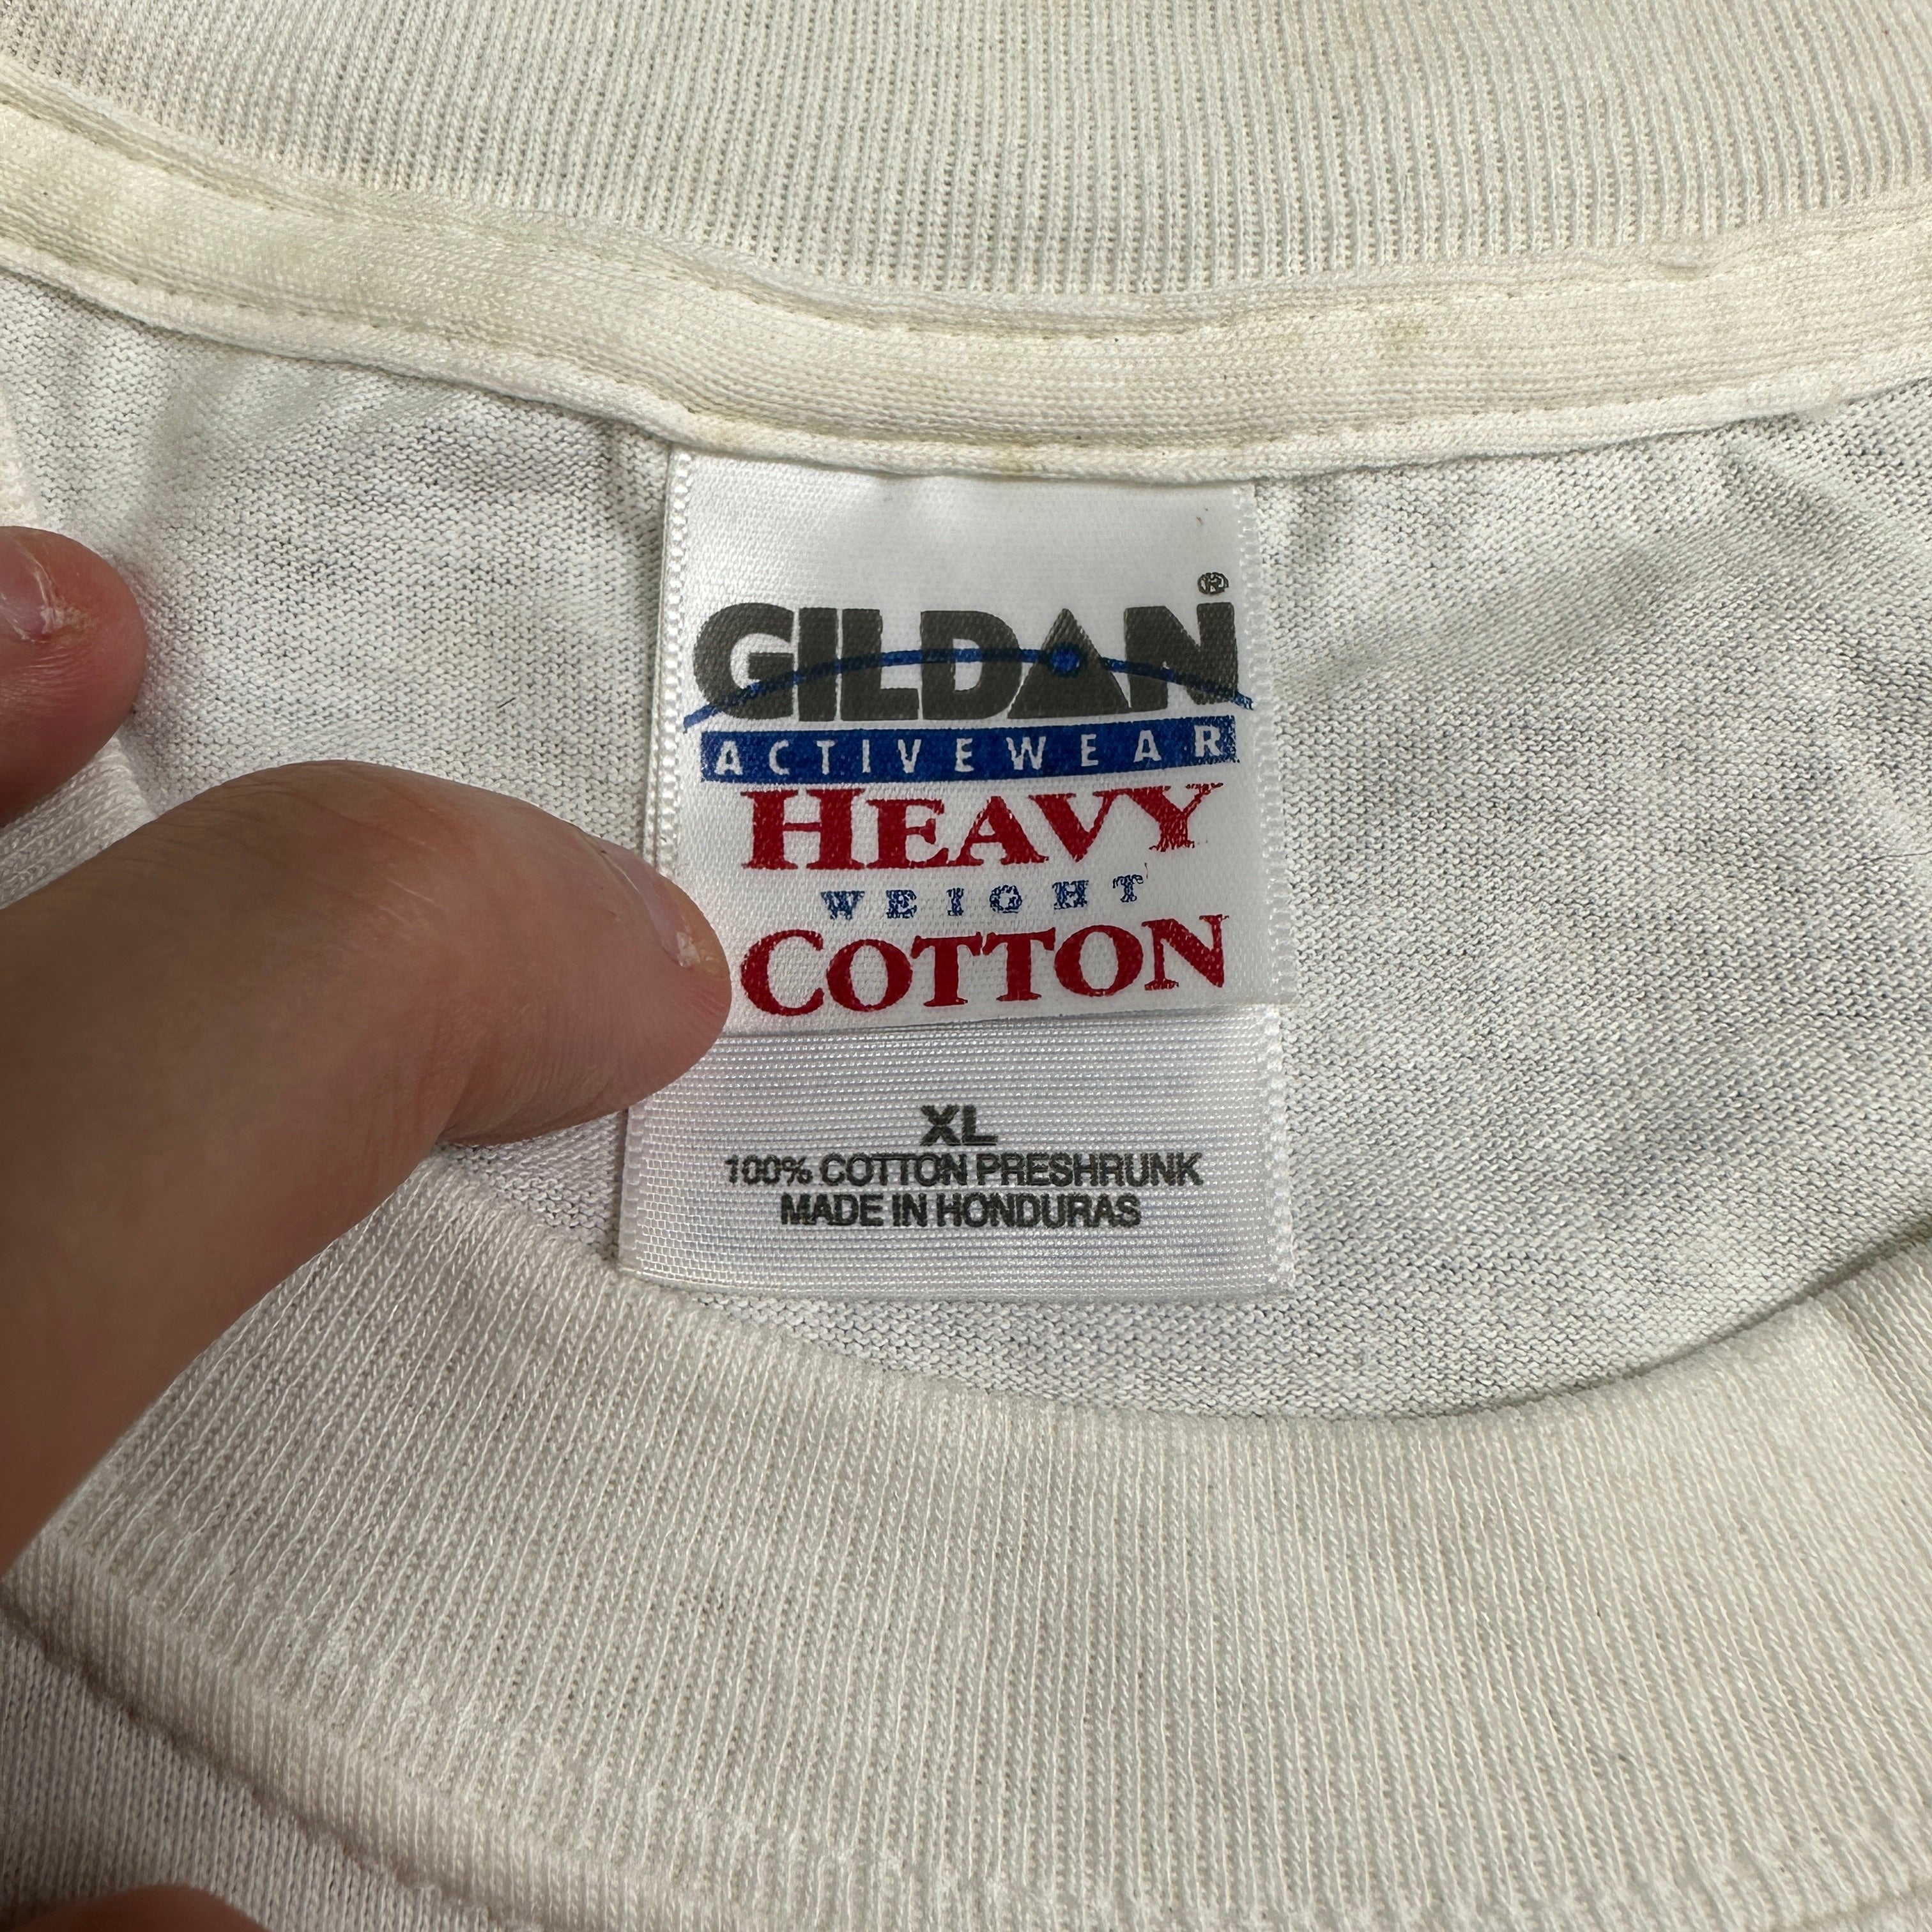 GILDAN®
ACTIVEWEAR
HEAVY
WEIGHT
COTTON
XL
100% COTTON PRESHRUNK
MADE IN HONDURAS